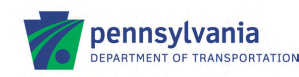 pennsylvania
DEPARTMENT OF TRANSPORTATION